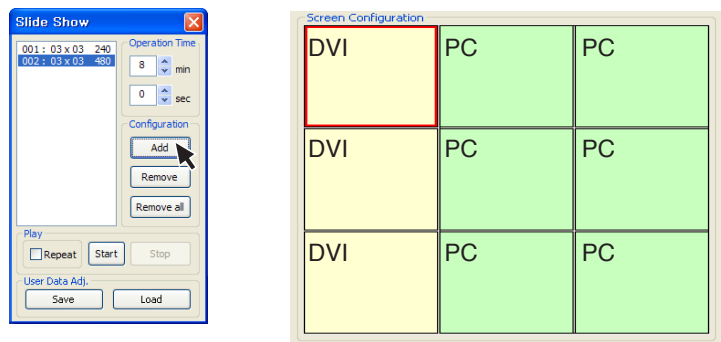 Slide Show
001 : 03 x 03 240
002 : 03 x 03 480
Operation Time
8 min
0 sec
Configuration
Add
Remove
Remove all
Play
Repeat Start Stop
User Data Adj.
Save Load
Screen Configuration
DVI PC PC
DVI PC PC
DVI PC PC